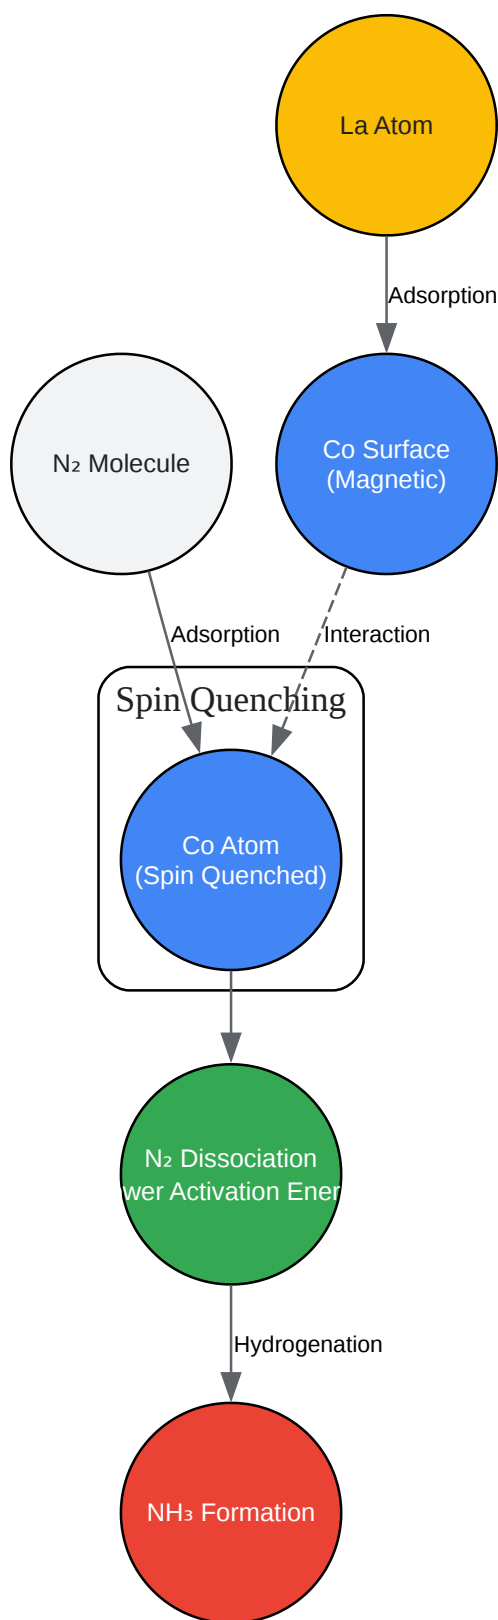 La Atom
Adsorption
N₂ Molecule
Co Surface
(Magnetic)
Adsorption
Interaction
Spin Quenching
Co Atom
(Spin Quenched)
N₂ Dissociation
wer Activation Ener
Hydrogenation
NH₃ Formation